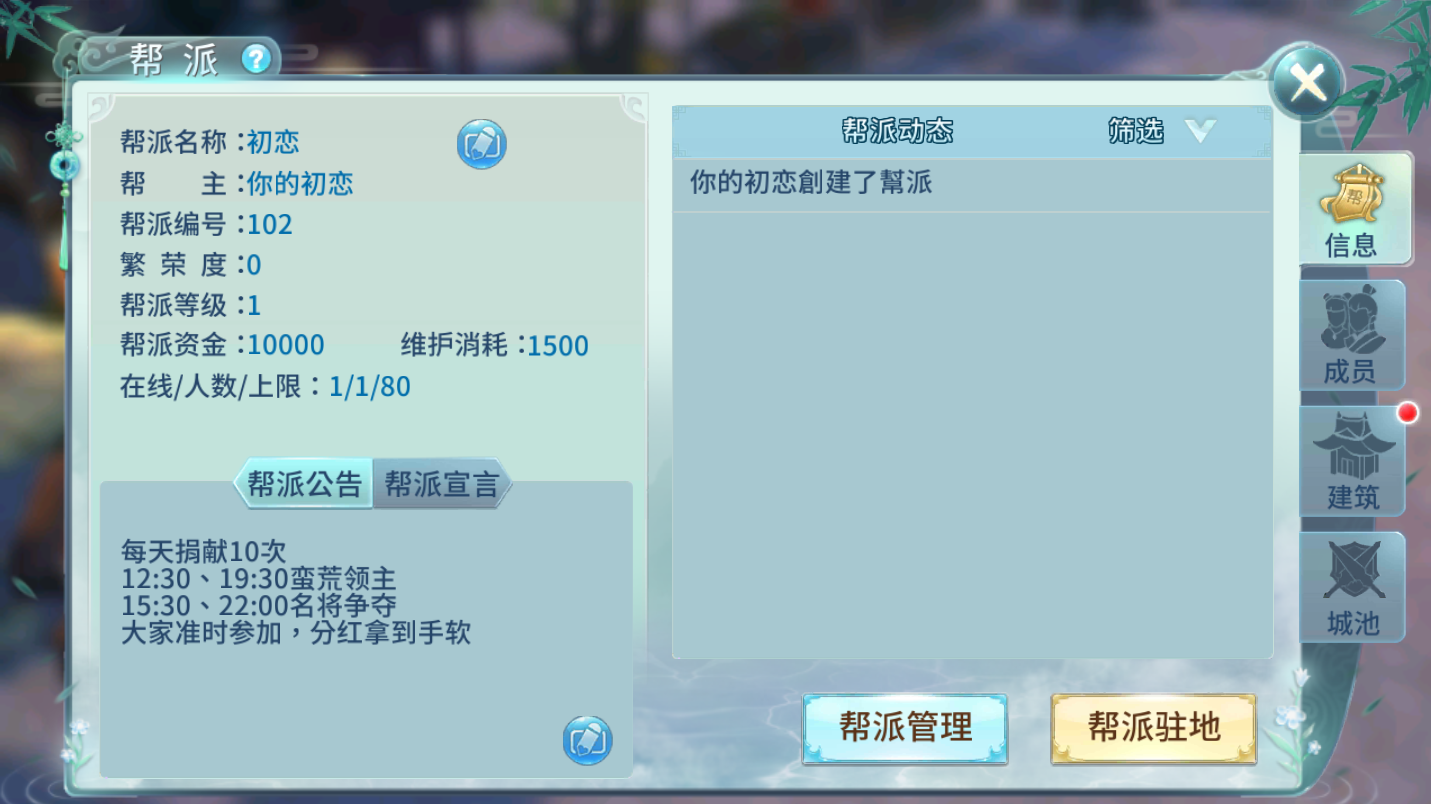 帮 派 ?
帮派名称:初恋
帮 主:你的初恋
帮派编号:102
繁 荣 度:0
帮派等级:1
帮派资金:10000 维护消耗:1500
在线/人数/上限：1/1/80
帮派公告 帮派宣言
每天捐献10次
12:30、19:30蛮荒领主
15:30、22:00名将争夺
大家准时参加，分红拿到手软
帮派动态 筛选
你的初恋創建了幫派
帮派管理 帮派驻地
帮
信息
成员
建筑
城池